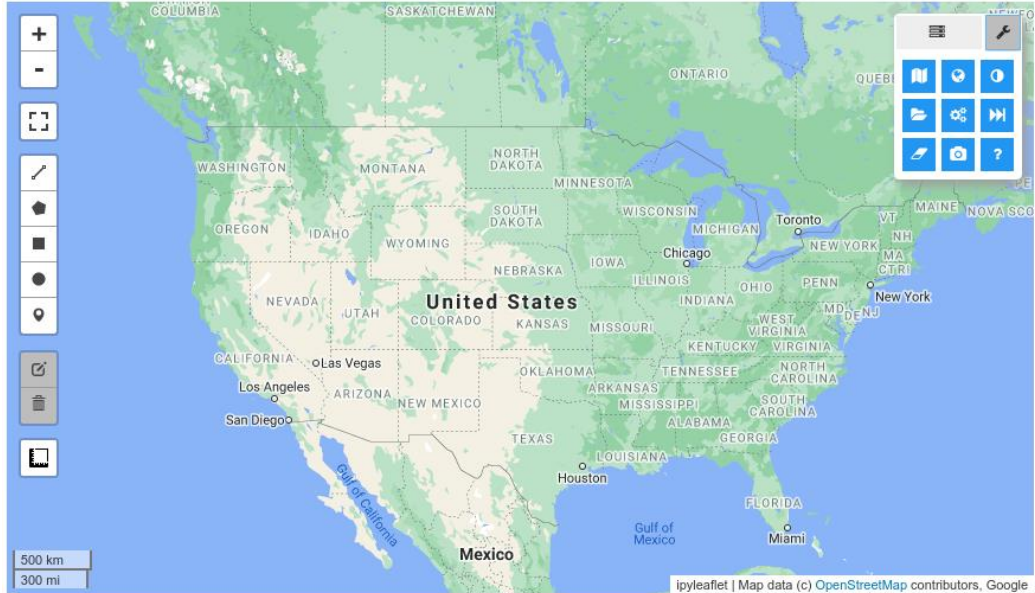 COLUMBIA
SASKATCHEWAN
ONTARIO
+
-
WASHINGTON
MONTANA
NORTH
DAKOTA
MINNESOTA
SOUTH
DAKOTA
WISCONSIN
MICHIGAN
Toronto
VT
MAINE
NOVA SCO
OREGON
IDAHO
WYOMING
Chicago
NEW YORK
NH
MA
CT RI
NEBRASKA
IOWA
ILLINOIS
INDIANA
OHIO
PENN
New York
NEVADA
UTAH
United States
COLORADO
KANSAS
MISSOURI
WEST
VIRGINIA
MD
DE
NJ
KENTUCKY
VIRGINIA
CALIFORNIA
Las Vegas
OKLAHOMA
TENNESSEE
NORTH
CAROLINA
Los Angeles
ARIZONA
NEW MEXICO
ARKANSAS
MISSISSIPPI
SOUTH
CAROLINA
San Diego
ALABAMA
TEXAS
GEORGIA
LOUISIANA
Houston
Gulf of California
FLORIDA
Gulf of
Mexico
Miami
Mexico
500 km
300 mi
?
ipyleaflet | Map data (c) OpenStreetMap contributors, Google